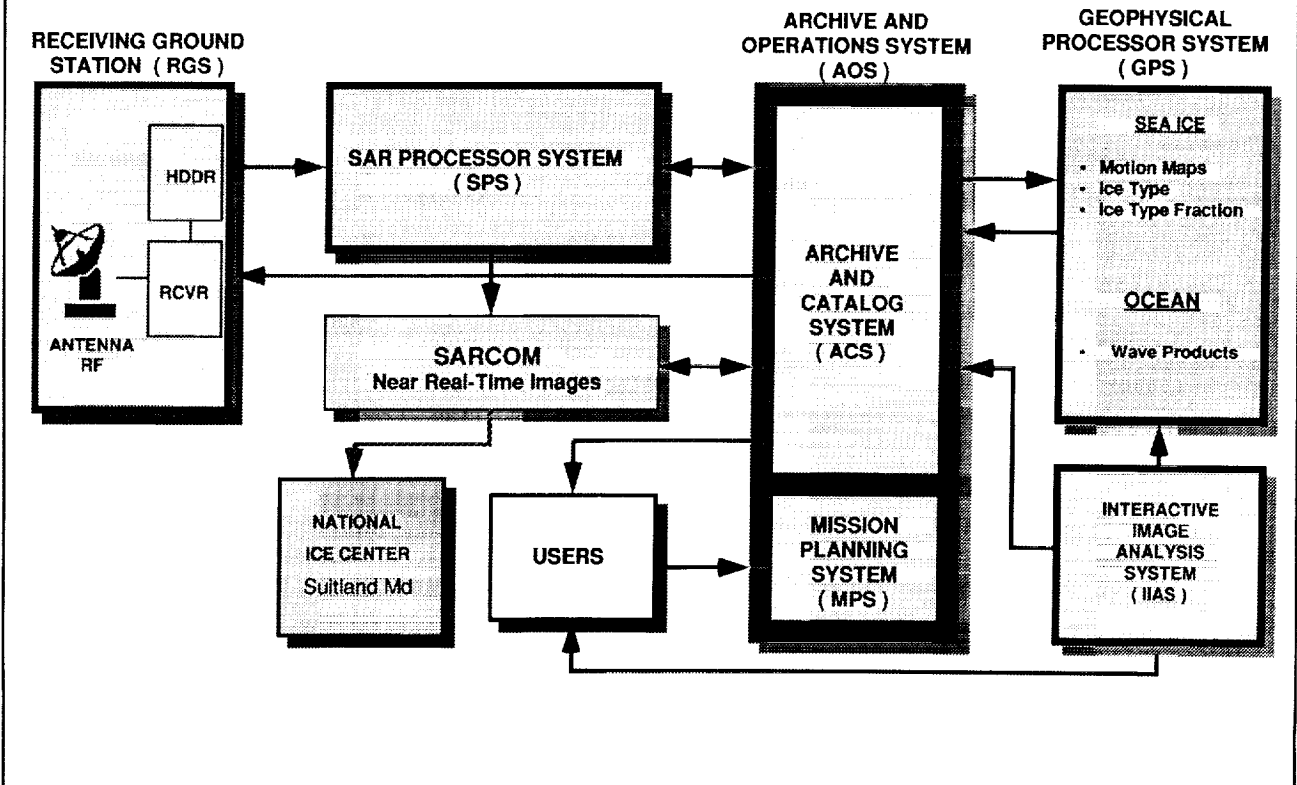 RECEIVING GROUND
STATION ( RGS )
HDDR
RCVR
ANTENNA
RF
SAR PROCESSOR SYSTEM
( SPS )
SARCOM
Near Real-Time Images
NATIONAL
ICE CENTER
Suitland Md
USERS
ARCHIVE AND
OPERATIONS SYSTEM
( AOS )
ARCHIVE
AND
CATALOG
SYSTEM
( ACS )
MISSION
PLANNING
SYSTEM
( MPS )
GEOPHYSICAL
PROCESSOR SYSTEM
( GPS )
SEA ICE
• Motion Maps
• Ice Type
• Ice Type Fraction
OCEAN
• Wave Products
INTERACTIVE
IMAGE
ANALYSIS
SYSTEM
( IIAS )